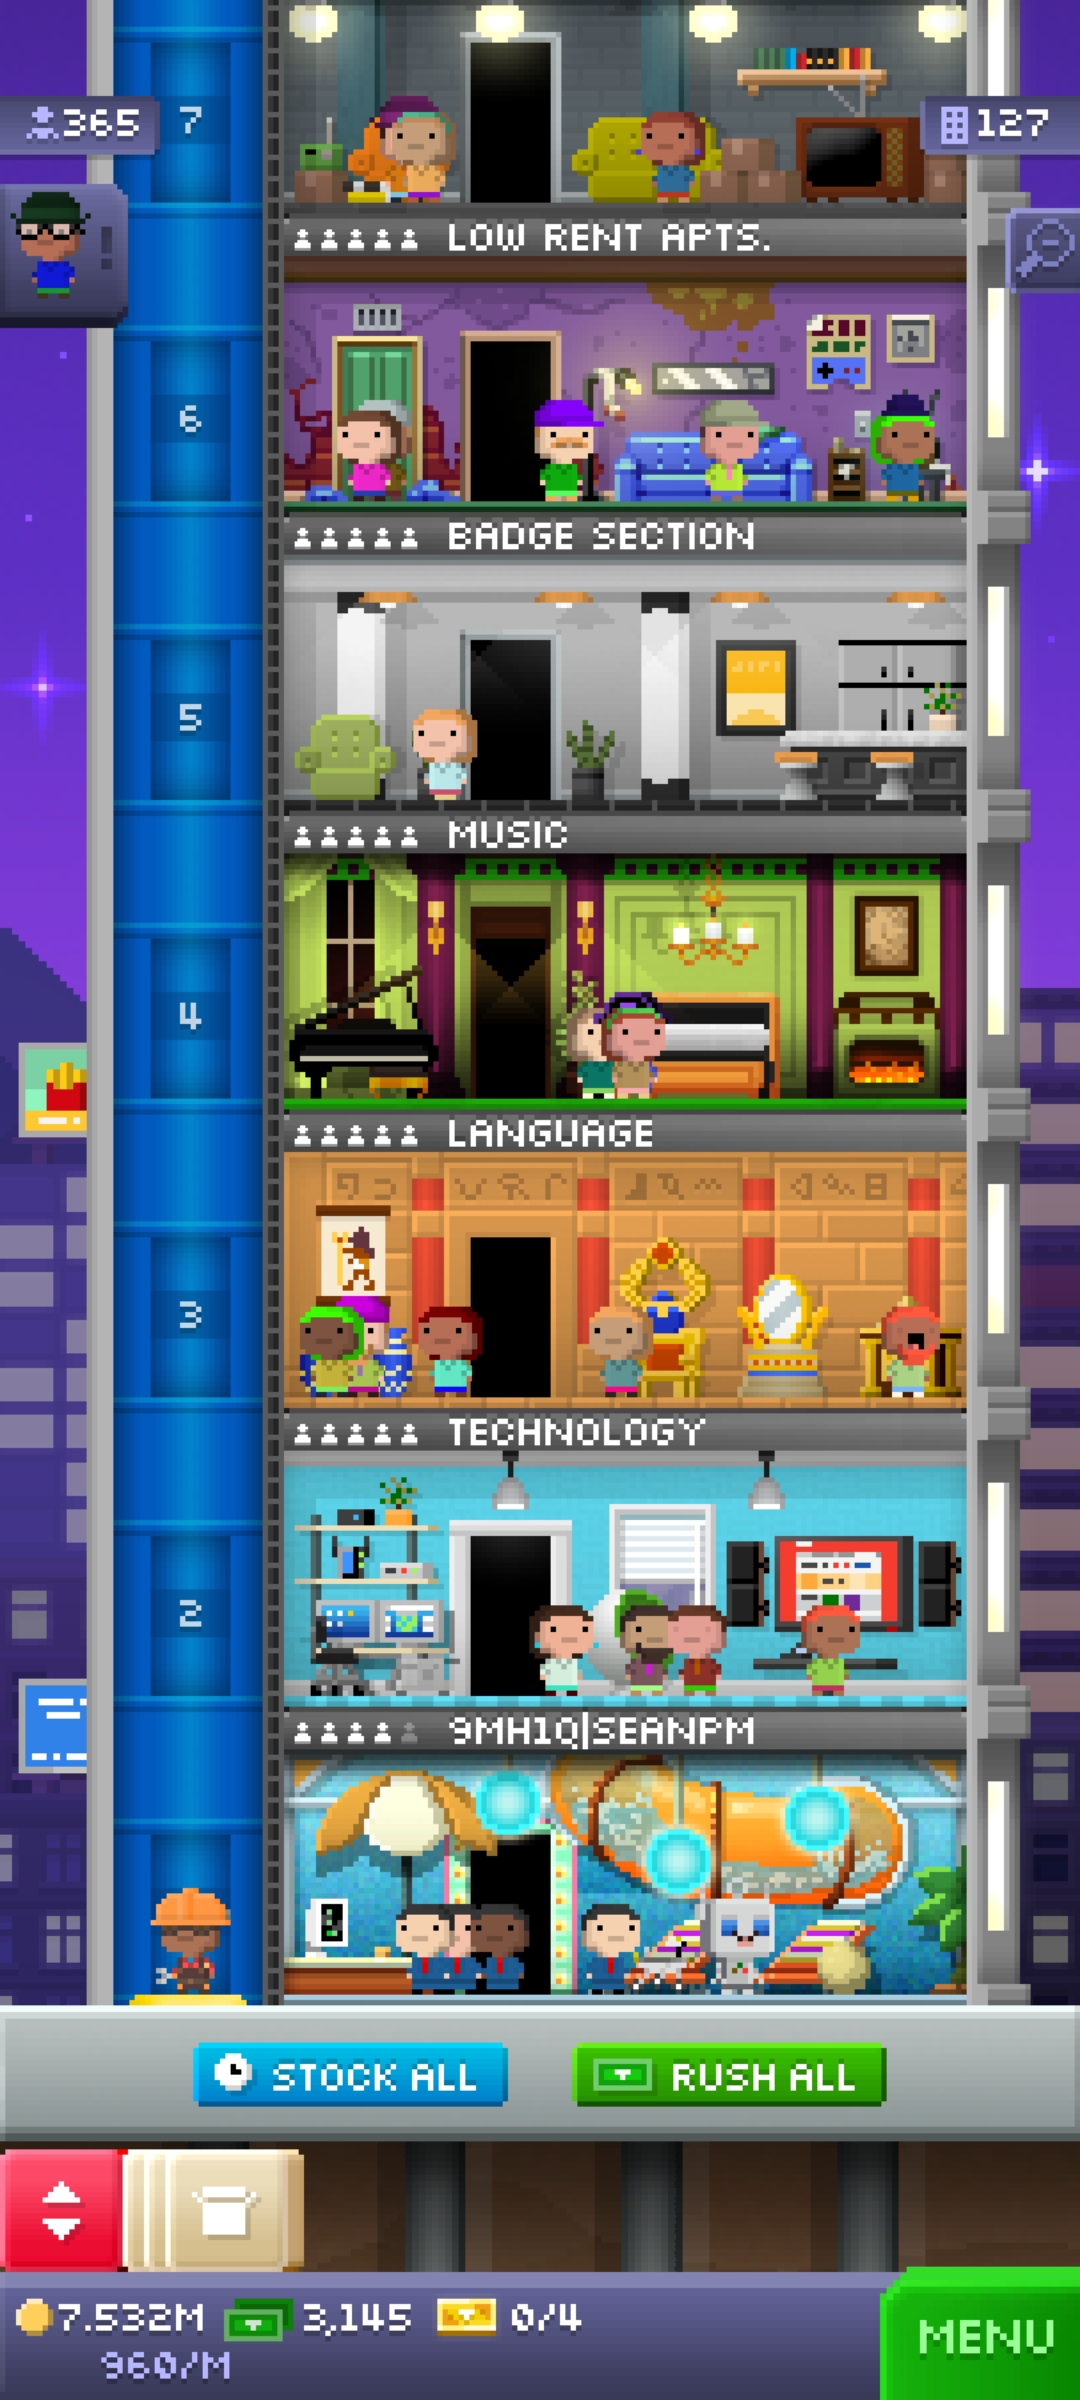 365
7
127
LOW RENT APTS.
6
BADGE SECTION
5
MUSIC
4
LANGUAGE
3
TECHNOLOGY
2
9MH1Q|SEANPM
STOCK ALL
RUSH ALL
7.532M
3,145
0/4
960/M
MENU